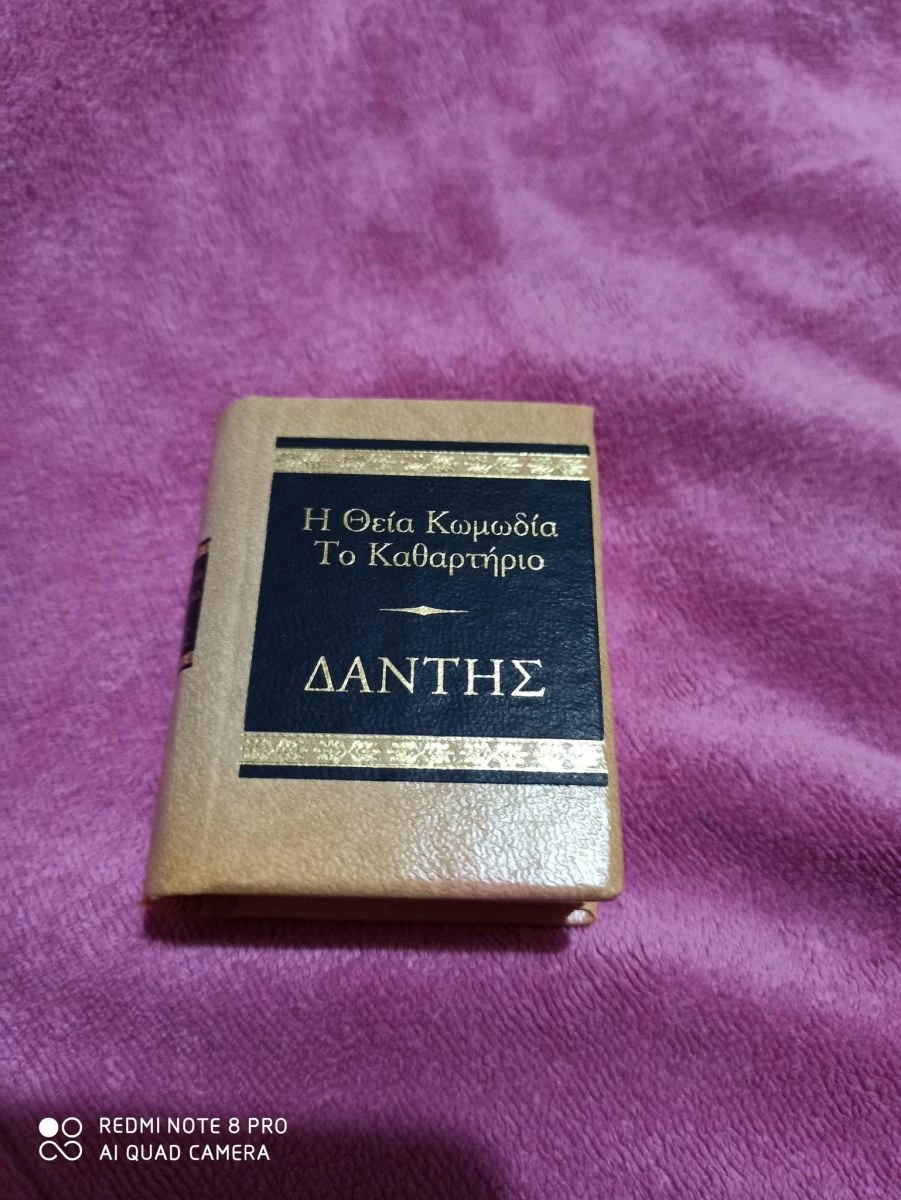 Η Θεία Κωμωδία
Το Καθαρτήριο
ΔΑΝΤΗΣ
REDMI NOTE 8 PRO
AI QUAD CAMERA